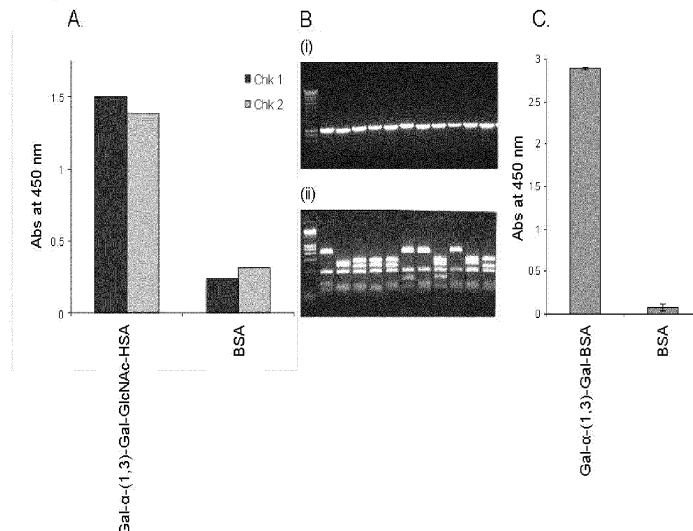 A.
Abs at 450 nm
1.5
1
0.5
0
Chk 1
Chk 2
Gal-α-(1,3)-Gal-GlcNAc-HSA
BSA
B
(i)
(ii)
C.
Abs at 450 nm
3
2.5
2
1.5
1
0.5
0
Gal-α-(1,3)-Gal-BSA
BSA